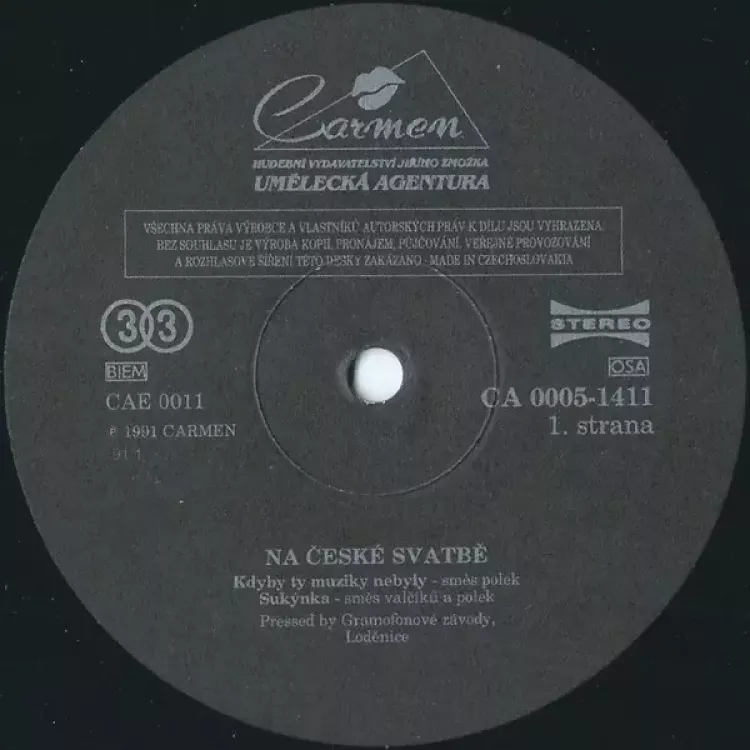 Carmen
HUDEBNÍ VYDAVATELSTVÍ JIŘÍHO ZMOŽKA
UMĚLECKÁ AGENTURA
VŠECHNA PRÁVA VÝROBCE A VLASTNÍKŮ AUTORSKÝCH PRÁV K DÍLU JSOU VYHRAZENA.
BEZ SOUHLASU JE VÝROBA KOPIÍ, PRONÁJEM, PŮJČOVÁNÍ, VEŘEJNÉ PROVOZOVÁNÍ
A ROZHLASOVÉ ŠÍŘENÍ TÉTO DESKY ZAKÁZÁNO - MADE IN CZECHOSLOVAKIA
33
STEREO
BIEM
OSA
CAE 0011
CA 0005-1411
℗ 1991 CARMEN
1. strana
91 1
NA ČESKÉ SVATBĚ
Kdyby ty muziky nebyly - směs polek
Sukýnka - směs valčíků a polek
Pressed by Gramofonové závody,
Loděnice